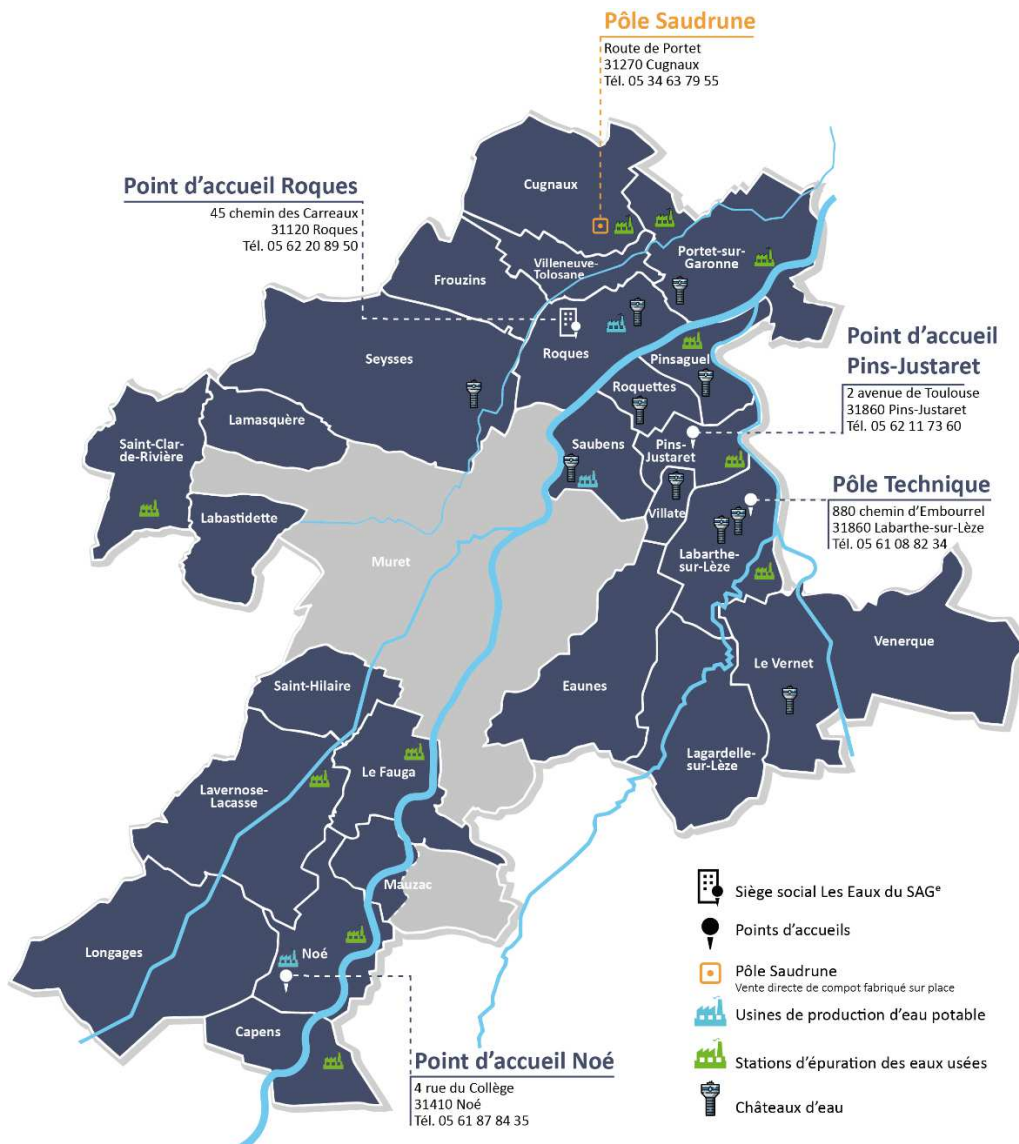 Pôle Saudrune
Route de Portet
31270 Cugnaux
Tél. 05 34 63 79 55
Point d'accueil Roques
45 chemin des Carreaux
31120 Roques
Tél. 05 62 20 89 50
Cugnaux
Villeneuve-
Tolosane
Portet-sur-
Garonne
Frouzins
Roques
Seysses
Pinsaguel
Roquettes
Point d'accueil
Pins-Justaret
2 avenue de Toulouse
31860 Pins-Justaret
Tél. 05 62 11 73 60
Lamasquère
Saint-Clar-
de-Rivière
Saubens
Pins-
Justaret
Labastidette
Villate
Pôle Technique
880 chemin d'Embourrel
31860 Labarthe-sur-Lèze
Tél. 05 61 08 82 34
Muret
Labarthe-
sur-Lèze
Venerque
Le Vernet
Eaunes
Saint-Hilaire
Lagardelle-
sur-Lèze
Le Fauga
Lavernose-
Lacasse
Mauzac
Longages
Noé
Capens
Point d'accueil Noé
4 rue du Collège
31410 Noé
Tél. 05 61 87 84 35
Siège social Les Eaux du SAGᵉ
Points d'accueils
Pôle Saudrune
Vente directe de compot fabriqué sur place
Usines de production d'eau potable
Stations d'épuration des eaux usées
Châteaux d'eau